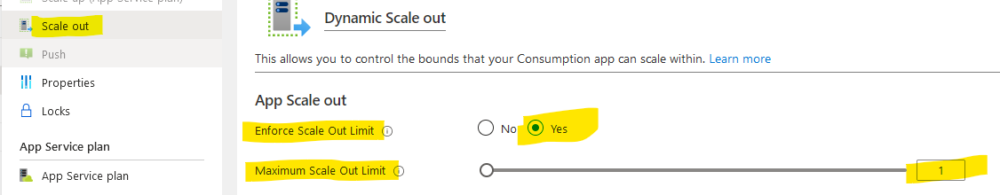 Scale up (App Service plan)
Scale out
Push
Properties
Locks
App Service plan
App Service plan
Dynamic Scale out
This allows you to control the bounds that your Consumption app can scale within. Learn more
App Scale out
Enforce Scale Out Limit No Yes
Maximum Scale Out Limit 1